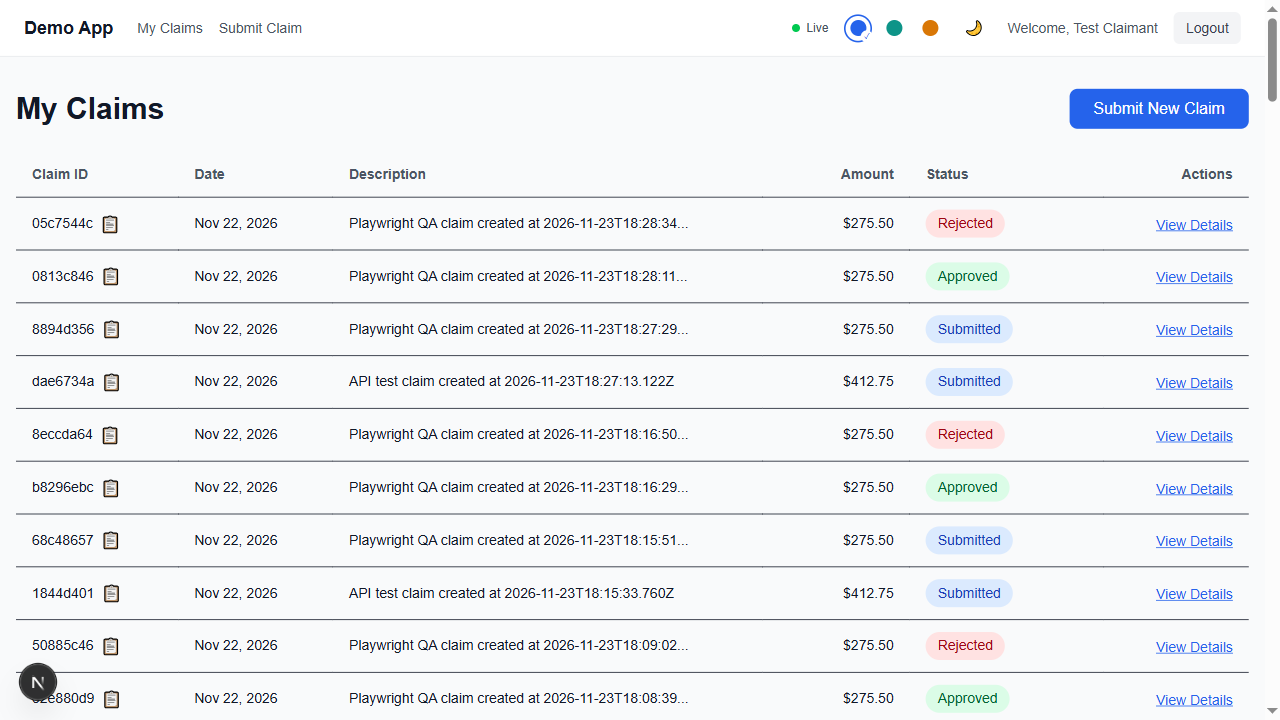 Demo App My Claims Submit Claim Live Welcome, Test Claimant Logout
My Claims Submit New Claim
Claim ID Date Description Amount Status Actions
05c7544c Nov 22, 2026 Playwright QA claim created at 2026-11-23T18:28:34... $275.50 Rejected View Details
0813c846 Nov 22, 2026 Playwright QA claim created at 2026-11-23T18:28:11... $275.50 Approved View Details
8894d356 Nov 22, 2026 Playwright QA claim created at 2026-11-23T18:27:29... $275.50 Submitted View Details
dae6734a Nov 22, 2026 API test claim created at 2026-11-23T18:27:13.122Z $412.75 Submitted View Details
8eccda64 Nov 22, 2026 Playwright QA claim created at 2026-11-23T18:16:50... $275.50 Rejected View Details
b8296ebc Nov 22, 2026 Playwright QA claim created at 2026-11-23T18:16:29... $275.50 Approved View Details
68c48657 Nov 22, 2026 Playwright QA claim created at 2026-11-23T18:15:51... $275.50 Submitted View Details
1844d401 Nov 22, 2026 API test claim created at 2026-11-23T18:15:33.760Z $412.75 Submitted View Details
50885c46 Nov 22, 2026 Playwright QA claim created at 2026-11-23T18:09:02... $275.50 Rejected View Details
N Nov 22, 2026 Playwright QA claim created at 2026-11-23T18:08:39... $275.50 Approved View Details